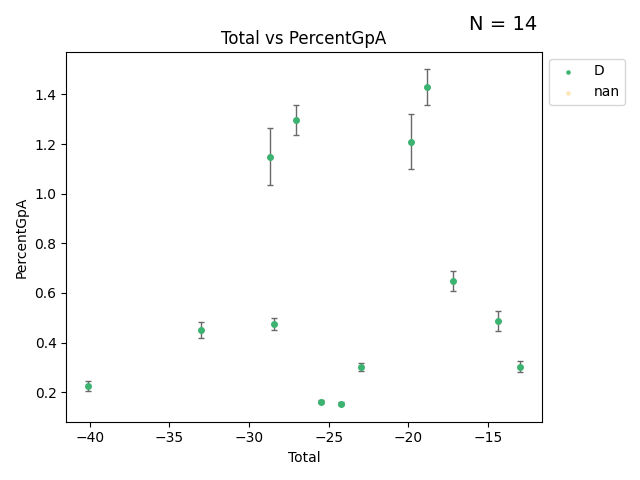 N = 14
Total vs PercentGpA
D
nan
PercentGpA
1.4
1.2
1.0
0.8
0.6
0.4
0.2
−40
−35
−30
−25
−20
−15
Total